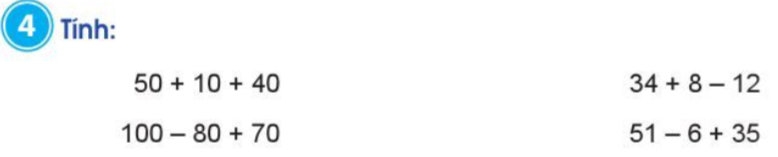 4 Tính:
50 + 10 + 40 34 + 8 – 12
100 – 80 + 70 51 – 6 + 35